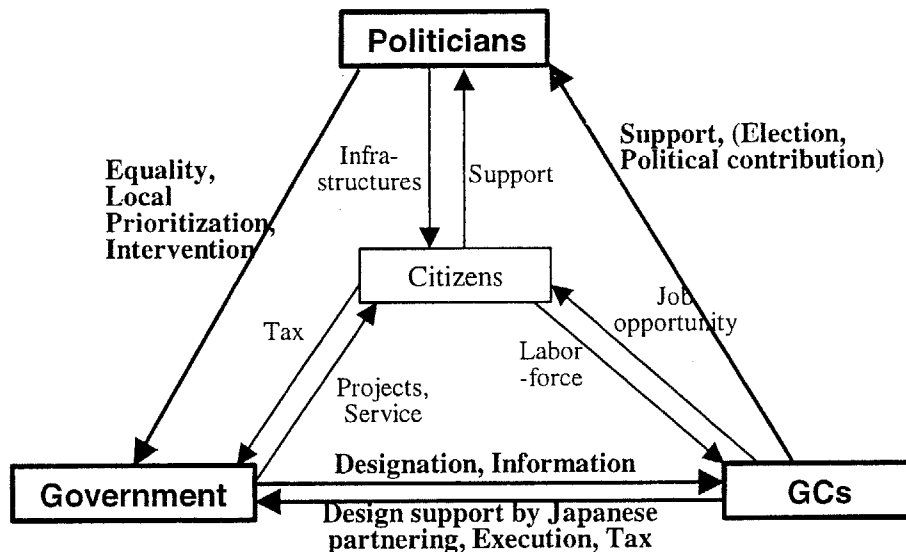 Politicians
Support, (Election,
Political contribution)
Equality,
Local
Prioritization,
Intervention
Infra-
structures
Support
Citizens
Job
opportunity
Tax
Labor
-force
Projects,
Service
Designation, Information
Government
GCs
Design support by Japanese
partnering, Execution, Tax